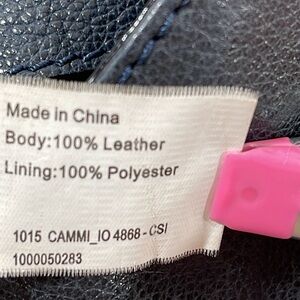 Made in China
Body:100% Leather
Lining:100% Polyester
1015 CAMMI_IO 4868 - CSI
1000050283